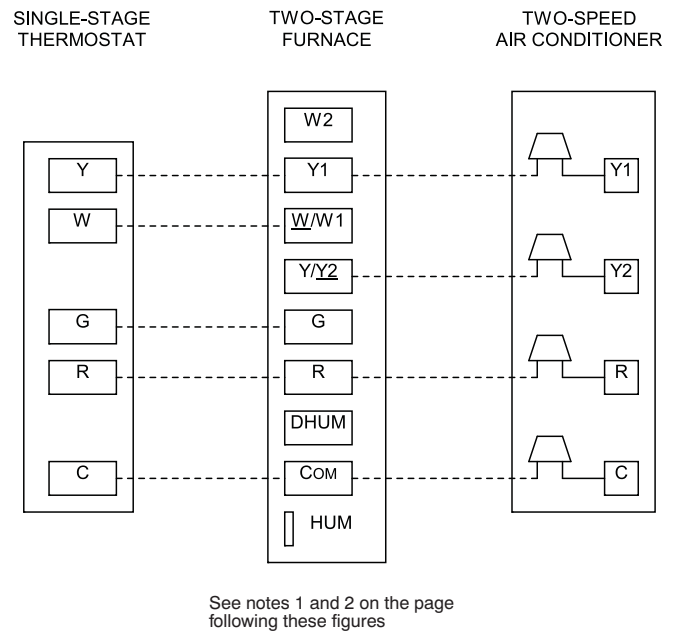 SINGLE-STAGE
THERMOSTAT
TWO-STAGE
FURNACE
TWO-SPEED
AIR CONDITIONER
Y
W
G
R
C
W2
Y1
W/W1
Y/Y2
G
R
DHUM
COM
HUM
Y1
Y2
R
C
See notes 1 and 2 on the page
following these figures